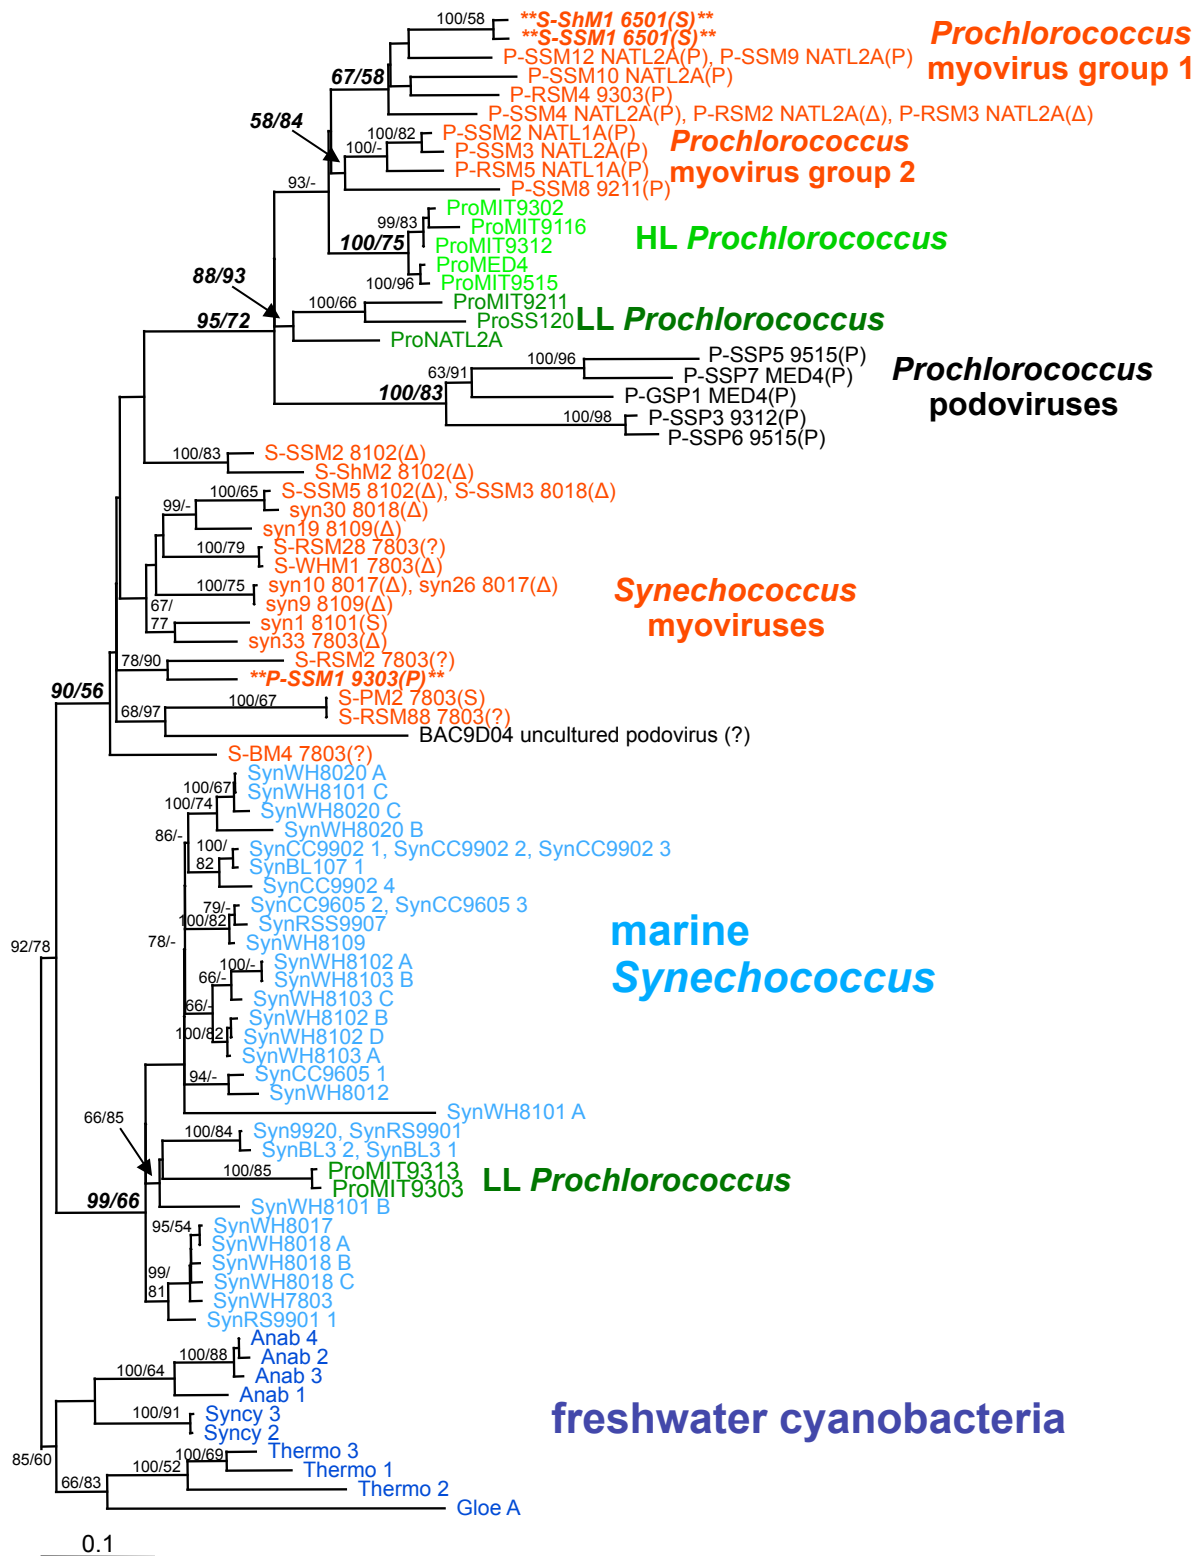 100/58
**S-ShM1 6501(S)**
**S-SSM1 6501(S)**
Prochlorococcus
myovirus group 1
P-SSM12 NATL2A(P), P-SSM9 NATL2A(P)
67/58
P-SSM10 NATL2A(P)
P-RSM4 9303(P)
P-SSM4 NATL2A(P), P-RSM2 NATL2A(Δ), P-RSM3 NATL2A(Δ)
58/84
100/82
P-SSM2 NATL1A(P)
P-SSM3 NATL2A(P)
100/-
P-RSM5 NATL1A(P)
P-SSM8 9211(P)
Prochlorococcus
myovirus group 2
93/-
ProMIT9302
99/83
ProMIT9116
100/75
ProMIT9312
ProMED4
100/96
ProMIT9515
HL Prochlorococcus
88/93
100/66
ProMIT9211
ProSS120
ProNATL2A
LL Prochlorococcus
95/72
P-SSP5 9515(P)
100/96
P-SSP7 MED4(P)
63/91
P-GSP1 MED4(P)
100/83
P-SSP3 9312(P)
100/98
P-SSP6 9515(P)
Prochlorococcus
podoviruses
100/83
S-SSM2 8102(Δ)
S-ShM2 8102(Δ)
100/65
S-SSM5 8102(Δ), S-SSM3 8018(Δ)
syn30 8018(Δ)
99/-
syn19 8109(Δ)
100/79
S-RSM28 7803(?)
S-WHM1 7803(Δ)
100/75
syn10 8017(Δ), syn26 8017(Δ)
syn9 8109(Δ)
67/
77
syn1 8101(S)
syn33 7803(Δ)
Synechococcus
myoviruses
78/90
S-RSM2 7803(?)
**P-SSM1 9303(P)**
90/56
100/67
S-PM2 7803(S)
S-RSM88 7803(?)
68/97
BAC9D04 uncultured podovirus (?)
S-BM4 7803(?)
SynWH8020 A
100/67
SynWH8101 C
100/74
SynWH8020 C
SynWH8020 B
86/-
100/
82
SynCC9902 1, SynCC9902 2, SynCC9902 3
SynBL107 1
SynCC9902 4
79/-
SynCC9605 2, SynCC9605 3
100/82
SynRSS9907
SynWH8109
78/-
100/-
SynWH8102 A
SynWH8103 B
66/-
SynWH8103 C
66/-
SynWH8102 B
100/82
SynWH8102 D
SynWH8103 A
94/-
SynCC9605 1
SynWH8012
SynWH8101 A
marine
Synechococcus
92/78
66/85
100/84
Syn9920, SynRS9901
SynBL3 2, SynBL3 1
100/85
ProMIT9313
ProMIT9303
LL Prochlorococcus
99/66
SynWH8101 B
95/54
SynWH8017
SynWH8018 A
SynWH8018 B
99/
81
SynWH8018 C
SynWH7803
SynRS9901 1
Anab 4
100/88
Anab 2
100/64
Anab 3
Anab 1
100/91
Syncy 3
Syncy 2
freshwater cyanobacteria
85/60
100/69
Thermo 3
100/52
Thermo 1
66/83
Thermo 2
Gloe A
0.1